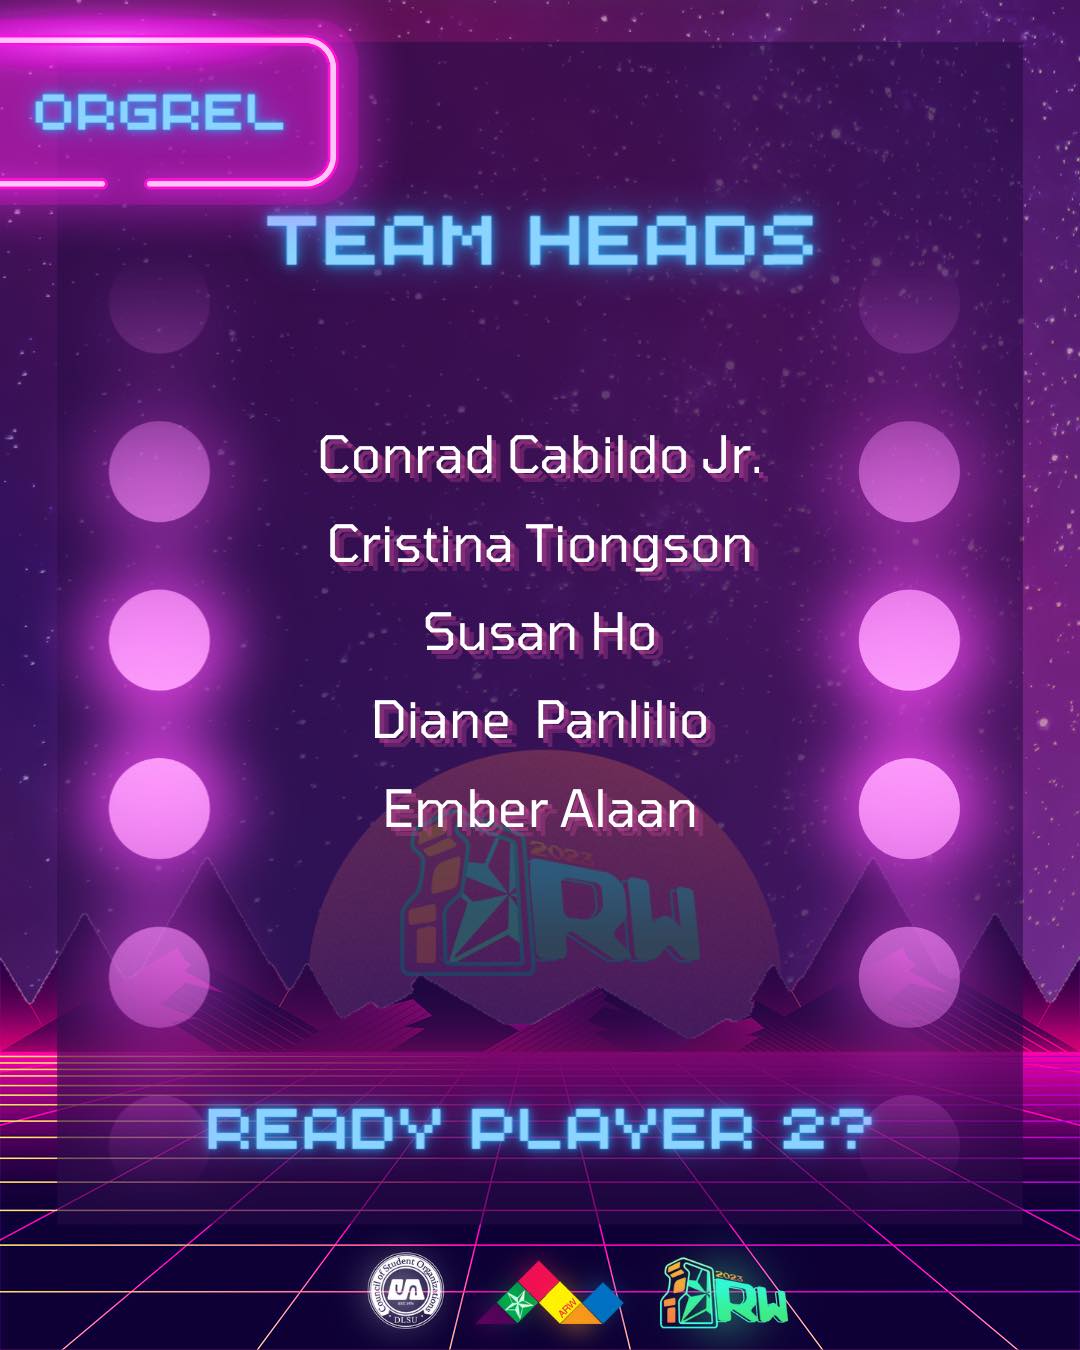 ORGREL
TEAM HEADS
Conrad Cabildo Jr.
Cristina Tiongson
Susan Ho
Diane Panlilio
Ember Alaan
2023
RW
READY PLAYER 2?
Council of Student Organizations
DLSU
ARW
2023
RW